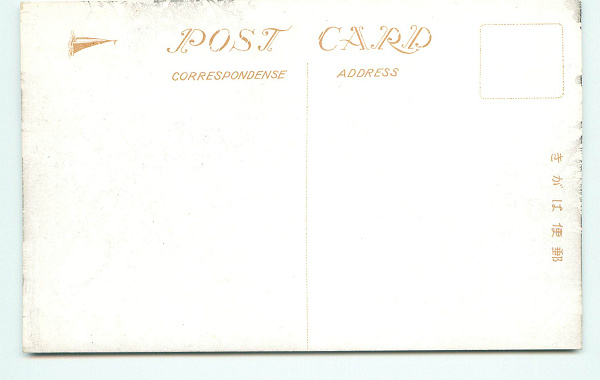 POST CARD
CORRESPONDENSE
ADDRESS
郵便はがき